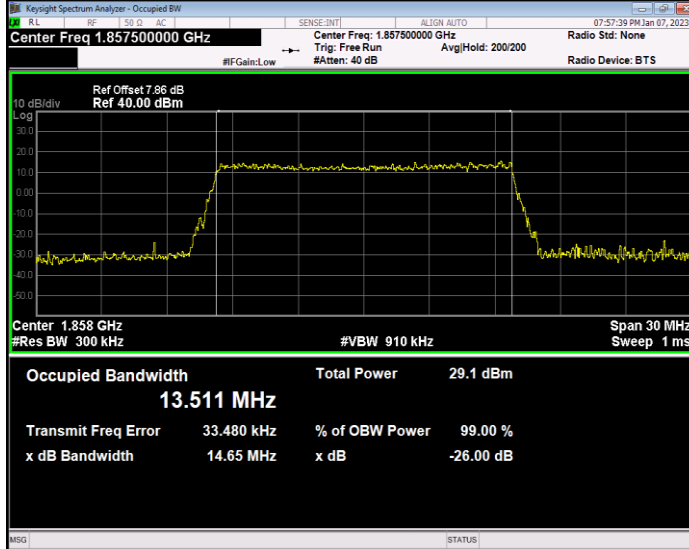 Keysight Spectrum Analyzer - Occupied BW
RL RF 50 Ω AC SENSE:INT ALIGN AUTO 07:57:39 PM Jan 07, 2023
Center Freq 1.857500000 GHz Center Freq: 1.857500000 GHz Radio Std: None
Trig: Free Run Avg|Hold: 200/200
#IFGain:Low #Atten: 40 dB Radio Device: BTS
Ref Offset 7.86 dB
10 dB/div Ref 40.00 dBm
Log
30.0
20.0
10.0
0.00
-10.0
-20.0
-30.0
-40.0
-50.0
Center 1.858 GHz Span 30 MHz
#Res BW 300 kHz #VBW 910 kHz Sweep 1 ms
Occupied Bandwidth Total Power 29.1 dBm
13.511 MHz
Transmit Freq Error 33.480 kHz % of OBW Power 99.00 %
x dB Bandwidth 14.65 MHz x dB -26.00 dB
MSG STATUS